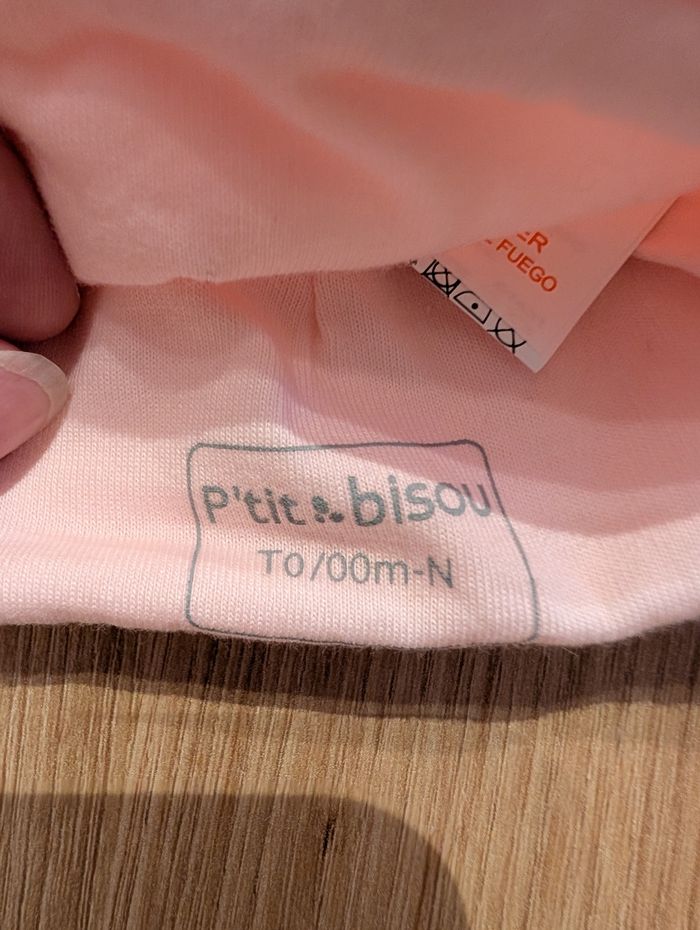 FUEGO
P'tit bisou
T0/00m-N